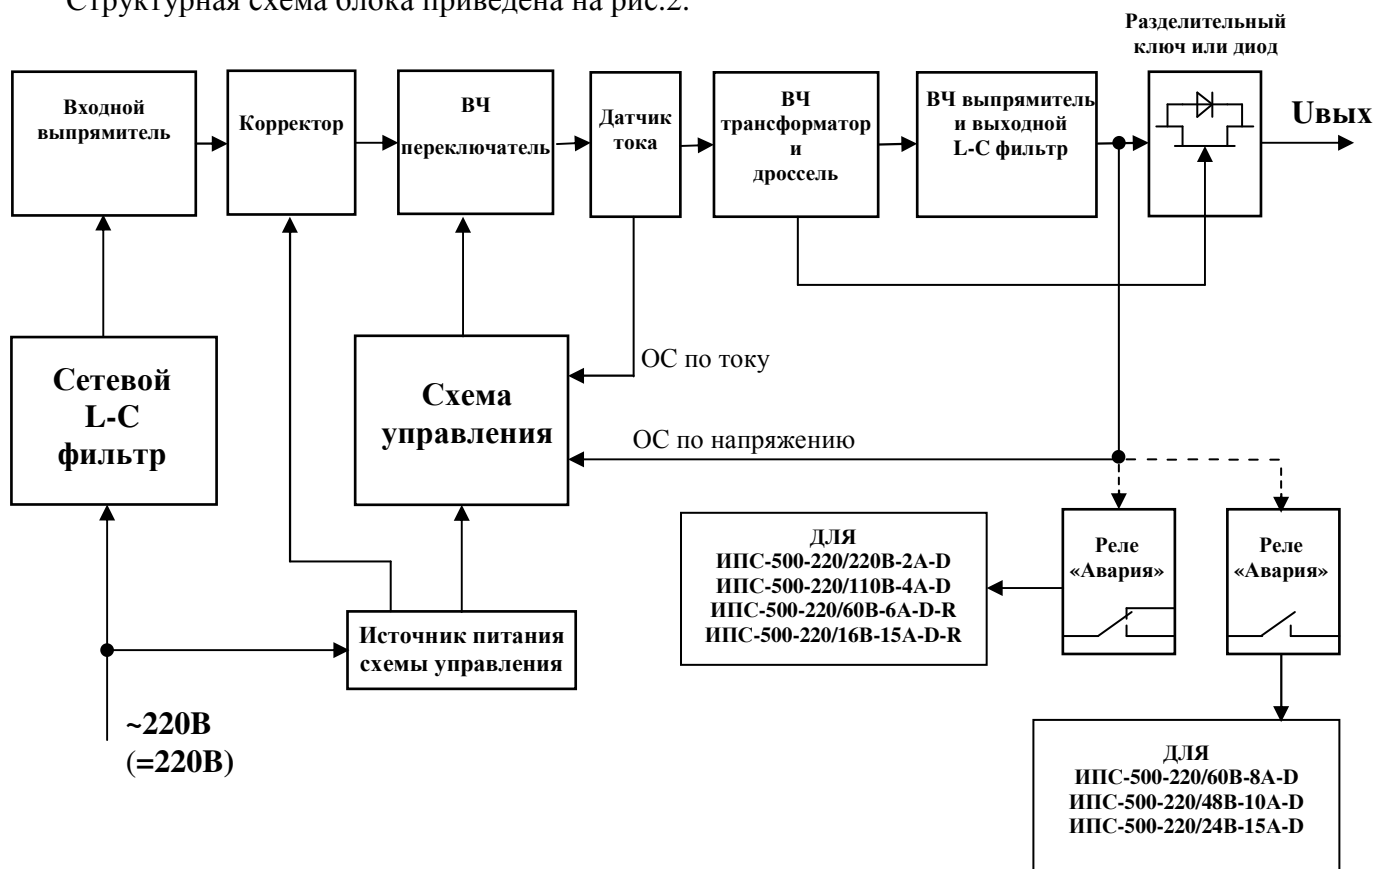 Структурная схема блока приведена на рис.2.
Разделительный
ключ или диод
Входной
выпрямитель
Корректор
ВЧ
переключатель
Датчик
тока
ВЧ
трансформатор
и
дроссель
ВЧ выпрямитель
и выходной
L-C фильтр
Uвых
Сетевой
L-C
фильтр
Схема
управления
ОС по току
ОС по напряжению
ДЛЯ
ИПС-500-220/220В-2А-D
ИПС-500-220/110В-4А-D
ИПС-500-220/60В-6А-D-R
ИПС-500-220/16В-15А-D-R
Реле
«Авария»
Реле
«Авария»
Источник питания
схемы управления
~220В
(=220В)
ДЛЯ
ИПС-500-220/60В-8А-D
ИПС-500-220/48В-10А-D
ИПС-500-220/24В-15А-D